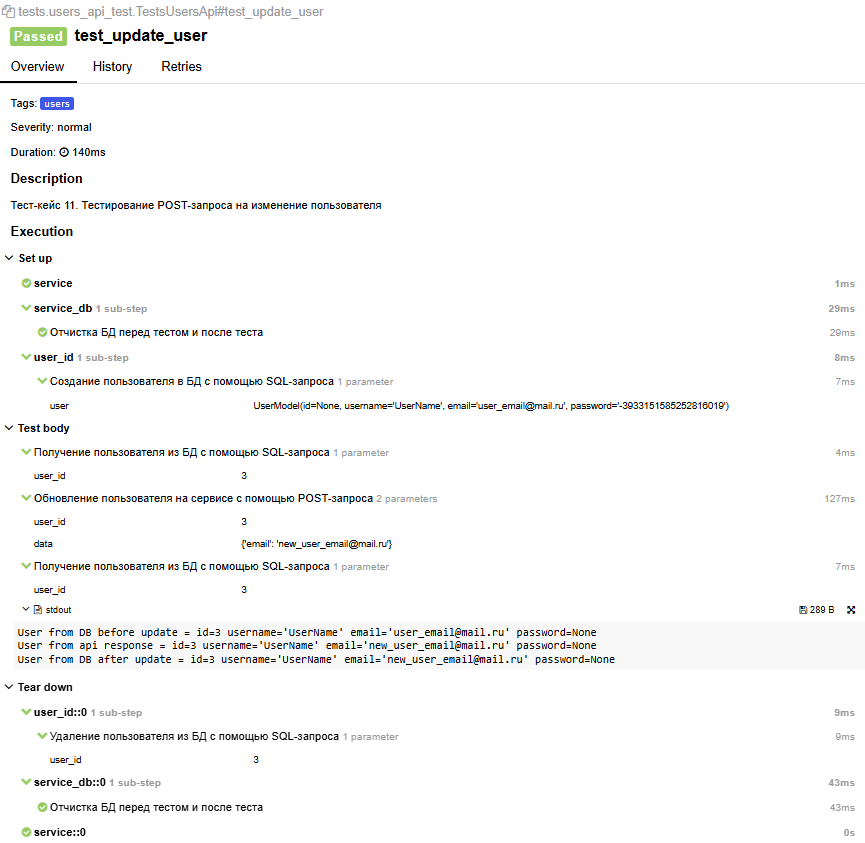 tests.users_api_test.TestsUsersApi#test_update_user
Passed test_update_user
Overview History Retries
Tags: users
Severity: normal
Duration: 140ms
Description
Тест-кейс 11. Тестирование POST-запроса на изменение пользователя
Execution
Set up
service 1ms
service_db 1 sub-step 29ms
Отчистка БД перед тестом и после теста 29ms
user_id 1 sub-step 8ms
Создание пользователя в БД с помощью SQL-запроса 1 parameter 7ms
user UserModel(id=None, username='UserName', email='user_email@mail.ru', password='-3933151585252816019')
Test body
Получение пользователя из БД с помощью SQL-запроса 1 parameter 4ms
user_id 3
Обновление пользователя на сервисе с помощью POST-запроса 2 parameters 127ms
user_id 3
data {'email': 'new_user_email@mail.ru'}
Получение пользователя из БД с помощью SQL-запроса 1 parameter 7ms
user_id 3
stdout 289 B
User from DB before update = id=3 username='UserName' email='user_email@mail.ru' password=None
User from api response = id=3 username='UserName' email='new_user_email@mail.ru' password=None
User from DB after update = id=3 username='UserName' email='new_user_email@mail.ru' password=None
Tear down
user_id::0 1 sub-step 9ms
Удаление пользователя из БД с помощью SQL-запроса 1 parameter 9ms
user_id 3
service_db::0 1 sub-step 43ms
Отчистка БД перед тестом и после теста 43ms
service::0 0s